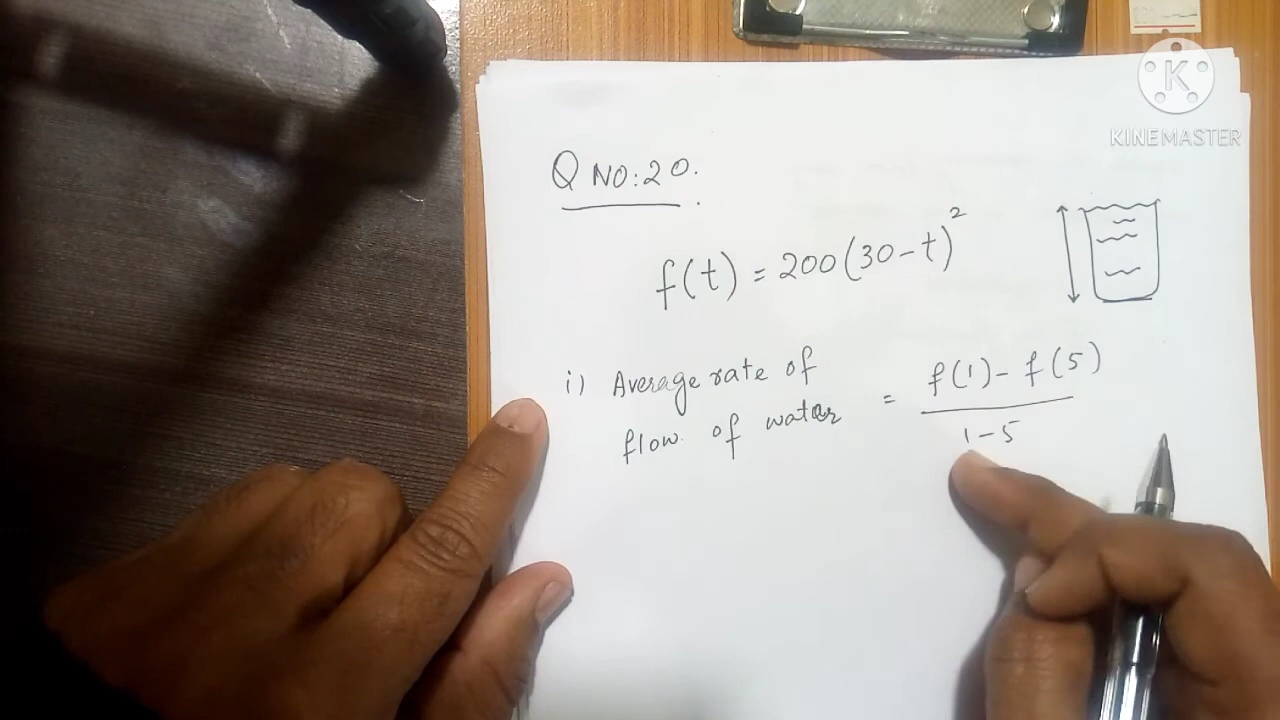 Q NO:20.
f(t) = 200(30-t)²
i) Average rate of
flow of water = f(1) - f(5) / 1-5
K
KINEMASTER